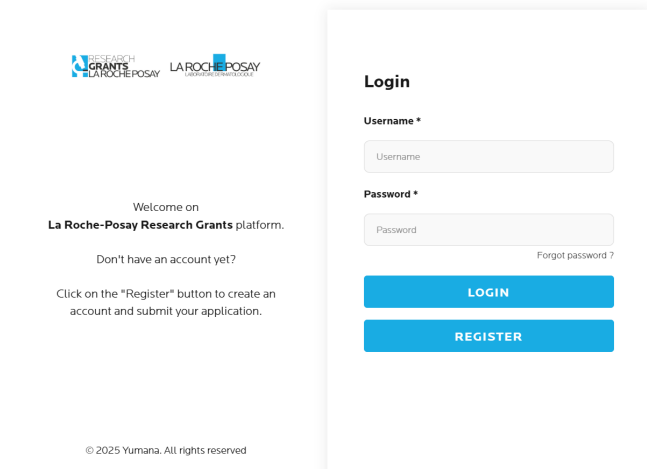 RESEARCH
GRANTS
LA ROCHE POSAY
LA ROCHE POSAY
LABORATOIRE DERMATOLOGIQUE
Welcome on
La Roche-Posay Research Grants platform.
Don't have an account yet?
Click on the "Register" button to create an
account and submit your application.
© 2025 Yumana. All rights reserved
Login
Username *
Username
Password *
Password
Forgot password ?
LOGIN
REGISTER